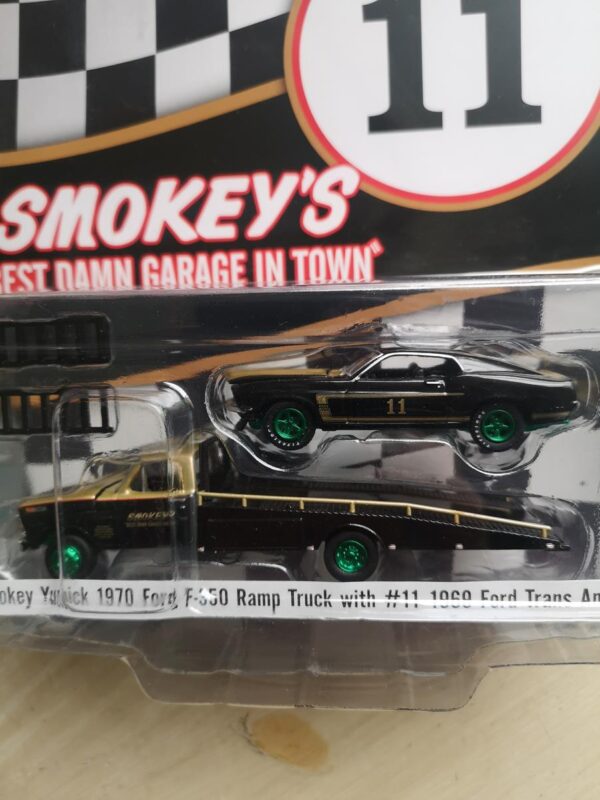 11
SMOKEY'S
BEST DAMN GARAGE IN TOWN"
11
SMOKEY'S
okey Yunick 1970 Ford F-350 Ramp Truck with #11 1969 Ford Trans Am